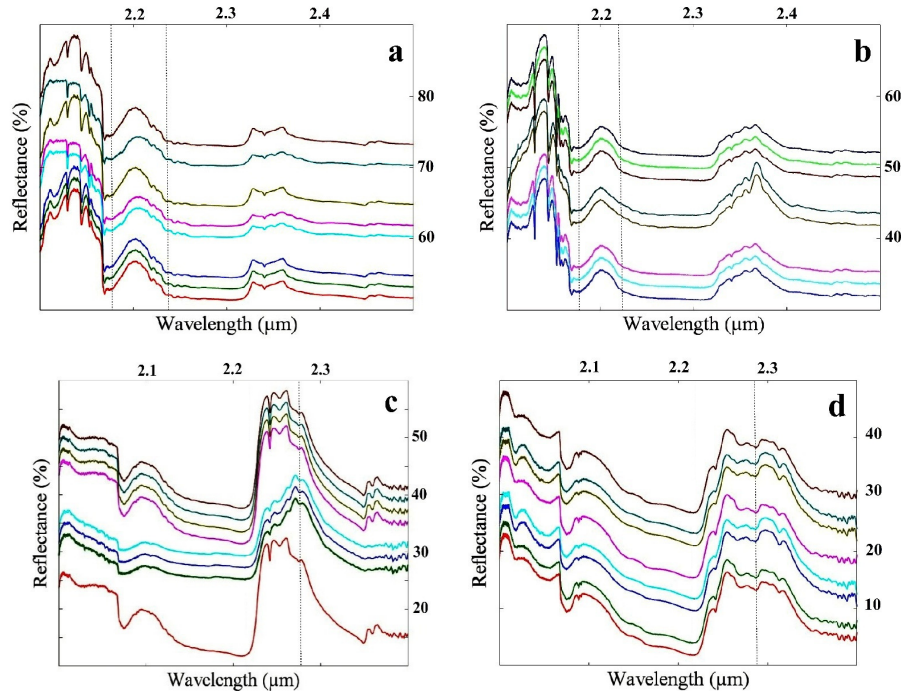 2.2 2.3 2.4
a
80
70
60
Reflectance (%)
Wavelength (µm)
2.2 2.3 2.4
b
60
50
40
Reflectance (%)
Wavelength (µm)
2.1 2.2 2.3
c
50
40
30
20
Reflectance (%)
Wavelength (µm)
2.1 2.2 2.3
d
40
30
20
10
Reflectance (%)
Wavelength (µm)